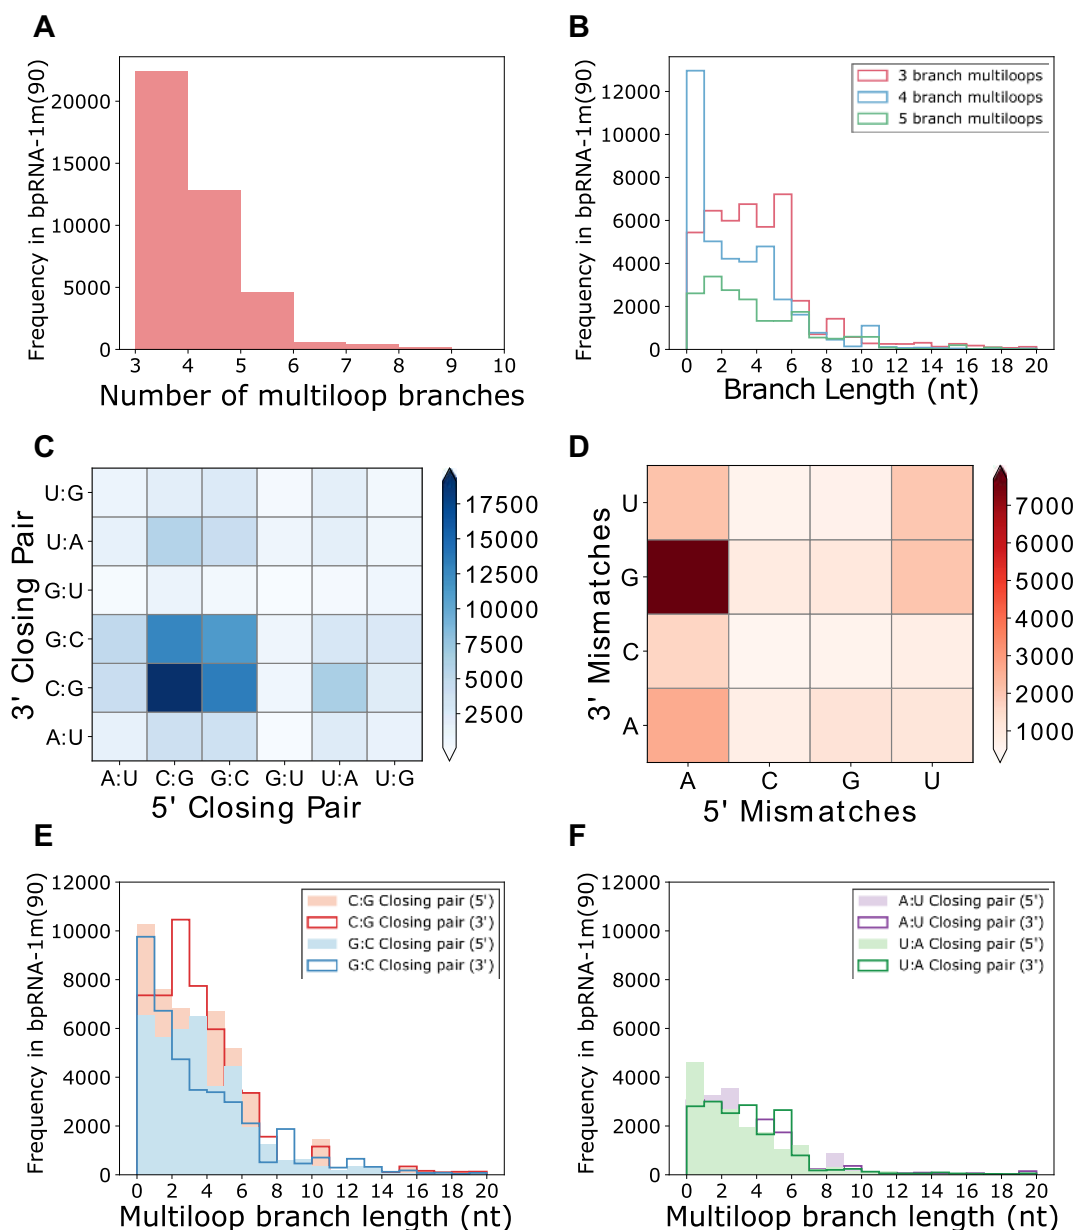 A
Frequency in bpRNA-1m(90)
20000
15000
10000
5000
0
3 4 5 6 7 8 9 10
Number of multiloop branches
B
Frequency in bpRNA-1m(90)
12000
10000
8000
6000
4000
2000
0
3 branch multiloops
4 branch multiloops
5 branch multiloops
0 2 4 6 8 10 12 14 16 18 20
Branch Length (nt)
C
3' Closing Pair
U:G
U:A
G:U
G:C
C:G
A:U
A:U C:G G:C G:U U:A U:G
5' Closing Pair
17500
15000
12500
10000
7500
5000
2500
D
3' Mismatches
U
G
C
A
A C G U
5' Mismatches
7000
6000
5000
4000
3000
2000
1000
E
Frequency in bpRNA-1m(90)
12000
10000
8000
6000
4000
2000
0
C:G Closing pair (5')
C:G Closing pair (3')
G:C Closing pair (5')
G:C Closing pair (3')
0 2 4 6 8 10 12 14 16 18 20
Multiloop branch length (nt)
F
Frequency in bpRNA-1m(90)
12000
10000
8000
6000
4000
2000
0
A:U Closing pair (5')
A:U Closing pair (3')
U:A Closing pair (5')
U:A Closing pair (3')
0 2 4 6 8 10 12 14 16 18 20
Multiloop branch length (nt)